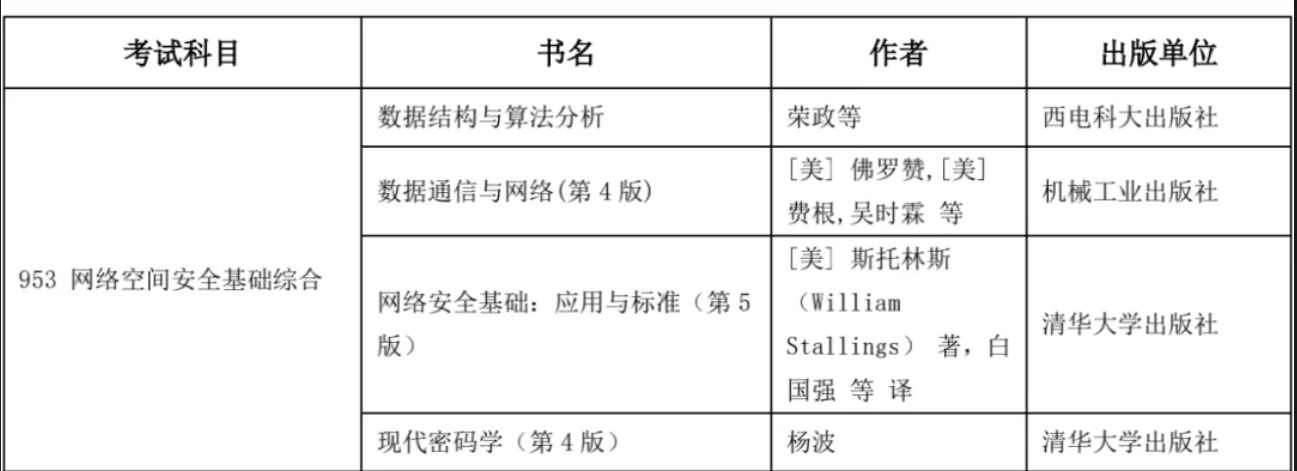 考试科目 书名 作者 出版单位
953 网络空间安全基础综合
数据结构与算法分析 荣政等 西电科大出版社
数据通信与网络(第 4 版) [美] 佛罗赞,[美]
费根,吴时霖 等
机械工业出版社
网络安全基础：应用与标准（第 5
版）
[美] 斯托林斯
（William
Stallings） 著，白
国强 等 译
清华大学出版社
现代密码学（第 4 版） 杨波 清华大学出版社